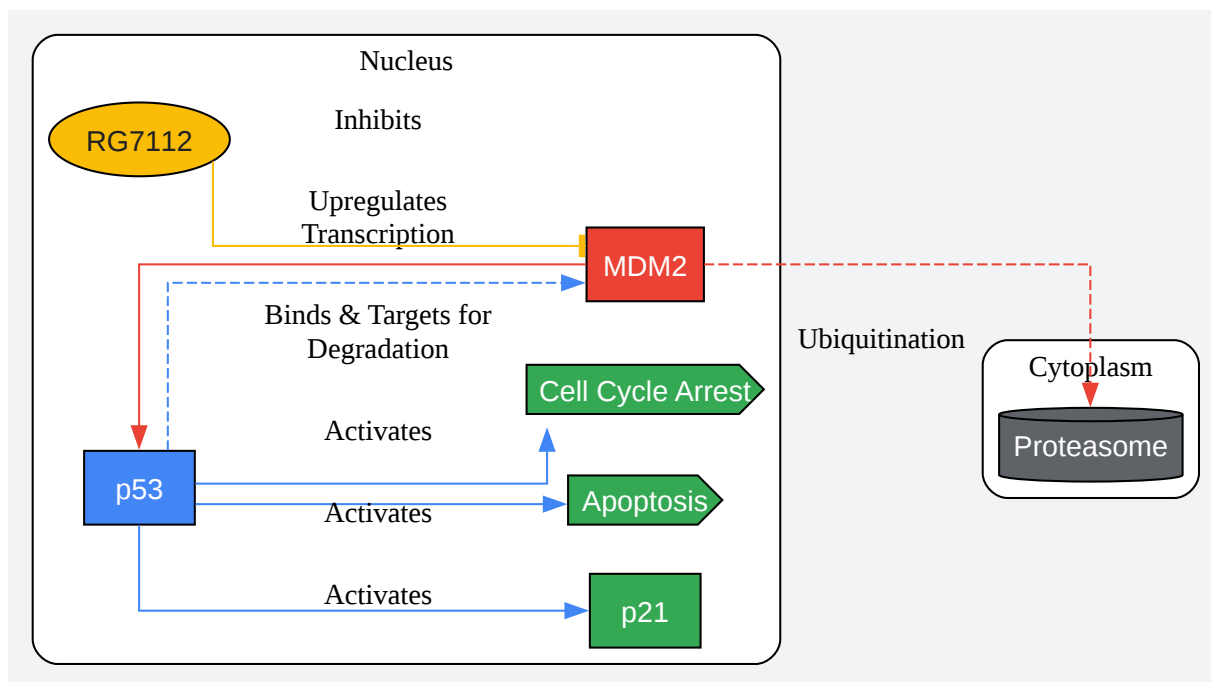 Nucleus
Inhibits
RG7112
Upregulates
Transcription
MDM2
Binds & Targets for
Degradation
Ubiquitination
Cytoplasm
Cell Cycle Arrest
Activates
Proteasome
p53
Apoptosis
Activates
Activates
p21